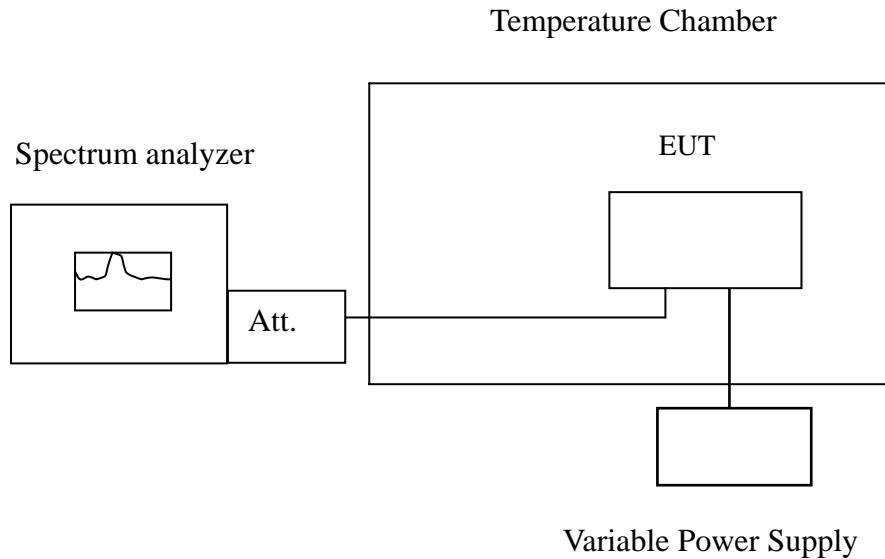 Temperature Chamber
Spectrum analyzer
EUT
Att.
Variable Power Supply